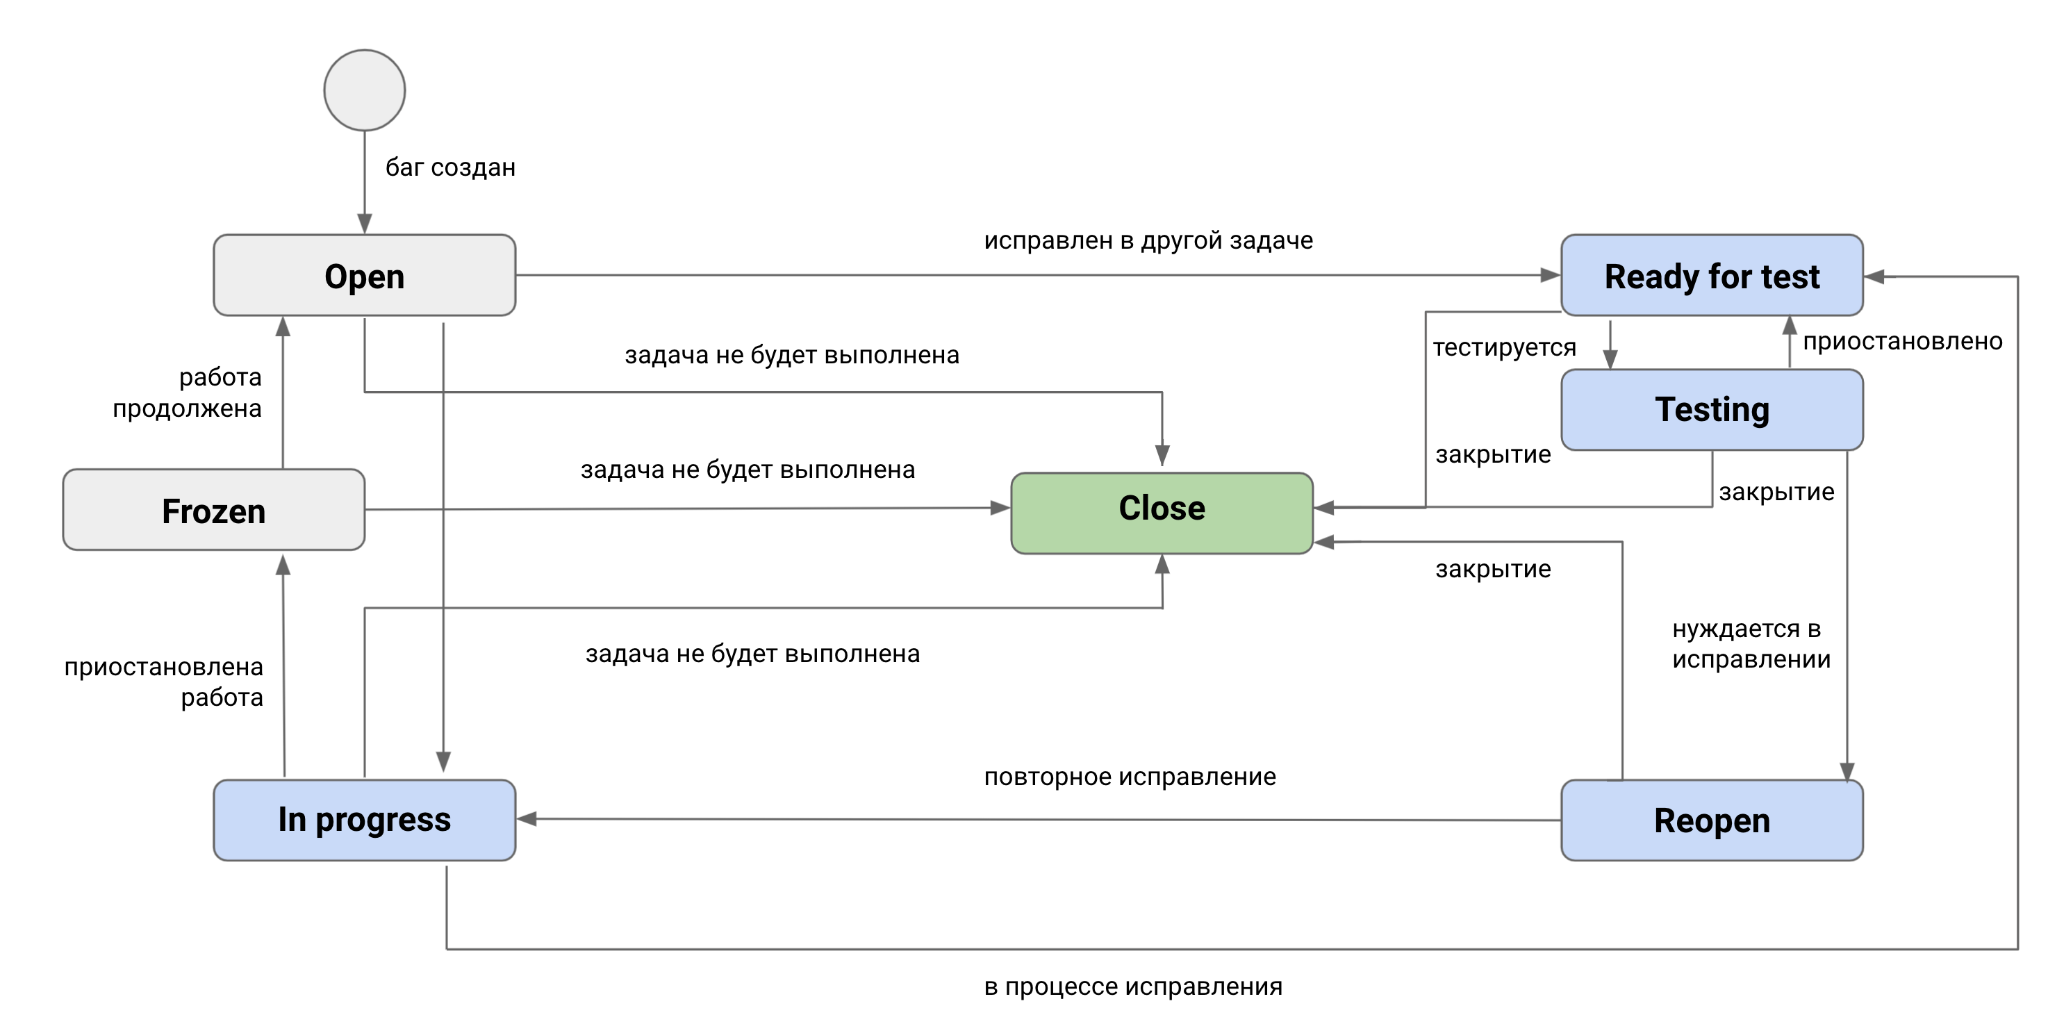 баг создан
исправлен в другой задаче
Open
Ready for test
тестируется
приостановлено
задача не будет выполнена
работа
продолжена
Testing
закрытие
задача не будет выполнена
закрытие
Frozen
Close
закрытие
нуждается в
исправлении
задача не будет выполнена
приостановлена
работа
повторное исправление
In progress
Reopen
в процессе исправления